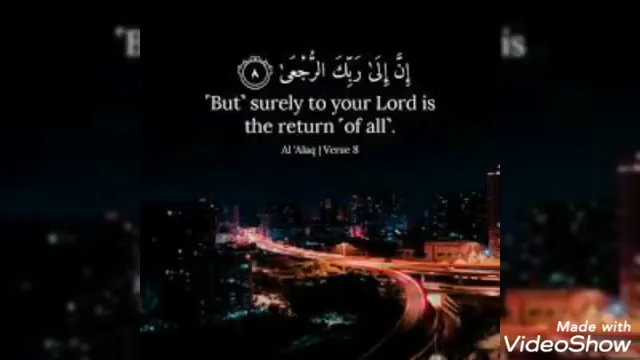 إِنَّ إِلَىٰ رَبِّكَ الرُّجْعَىٰ ٨
˹But˺ surely to your Lord is
the return ˹of all˺.
Al 'Alaq | Verse 8
is
Made with
VideoShow